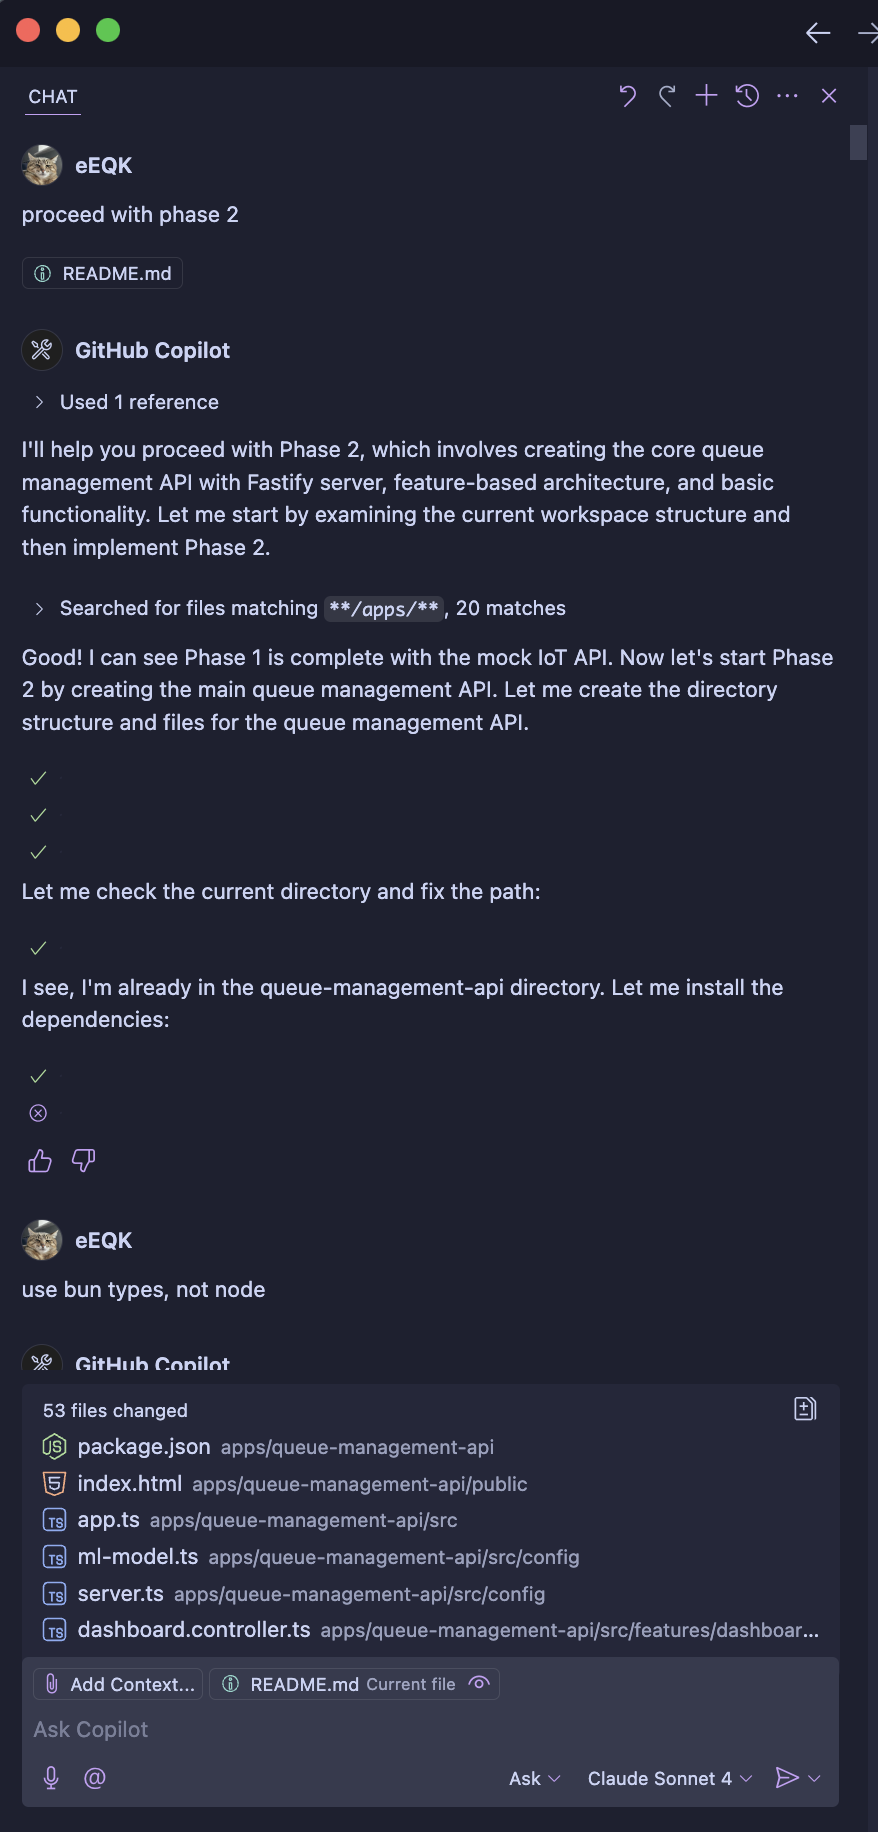 CHAT
eEQK
proceed with phase 2
README.md
GitHub Copilot
Used 1 reference
I'll help you proceed with Phase 2, which involves creating the core queue
management API with Fastify server, feature-based architecture, and basic
functionality. Let me start by examining the current workspace structure and
then implement Phase 2.
Searched for files matching **/apps/**, 20 matches
Good! I can see Phase 1 is complete with the mock IoT API. Now let's start Phase
2 by creating the main queue management API. Let me create the directory
structure and files for the queue management API.
Let me check the current directory and fix the path:
I see, I'm already in the queue-management-api directory. Let me install the
dependencies:
eEQK
use bun types, not node
GitHub Copilot
53 files changed
JS package.json apps/queue-management-api
5 index.html apps/queue-management-api/public
TS app.ts apps/queue-management-api/src
TS ml-model.ts apps/queue-management-api/src/config
TS server.ts apps/queue-management-api/src/config
TS dashboard.controller.ts apps/queue-management-api/src/features/dashboar...
Add Context... README.md Current file
Ask Copilot
@ Ask Claude Sonnet 4